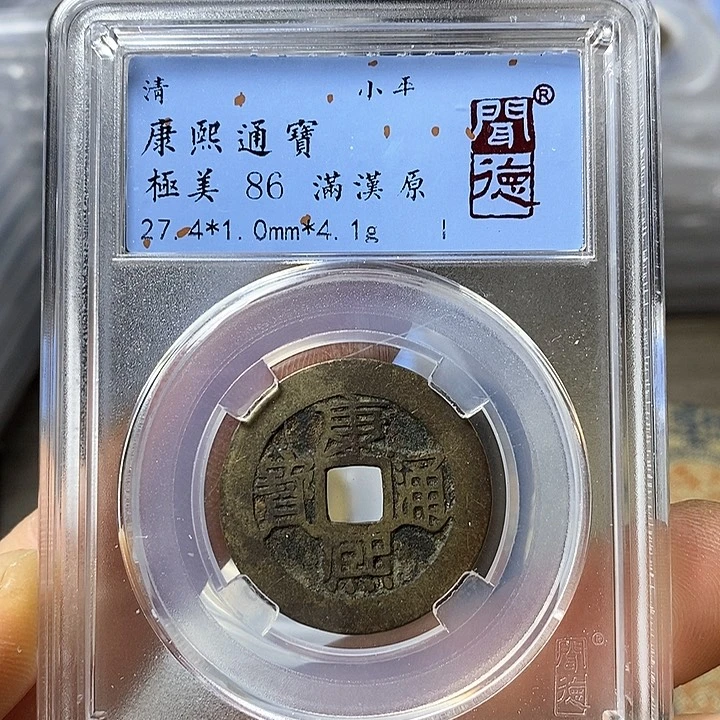 清 小平
康熙通寶
極美 86 滿漢原
27.4*1.0mm*4.1g
聞德®
康熙通寶
聞德®